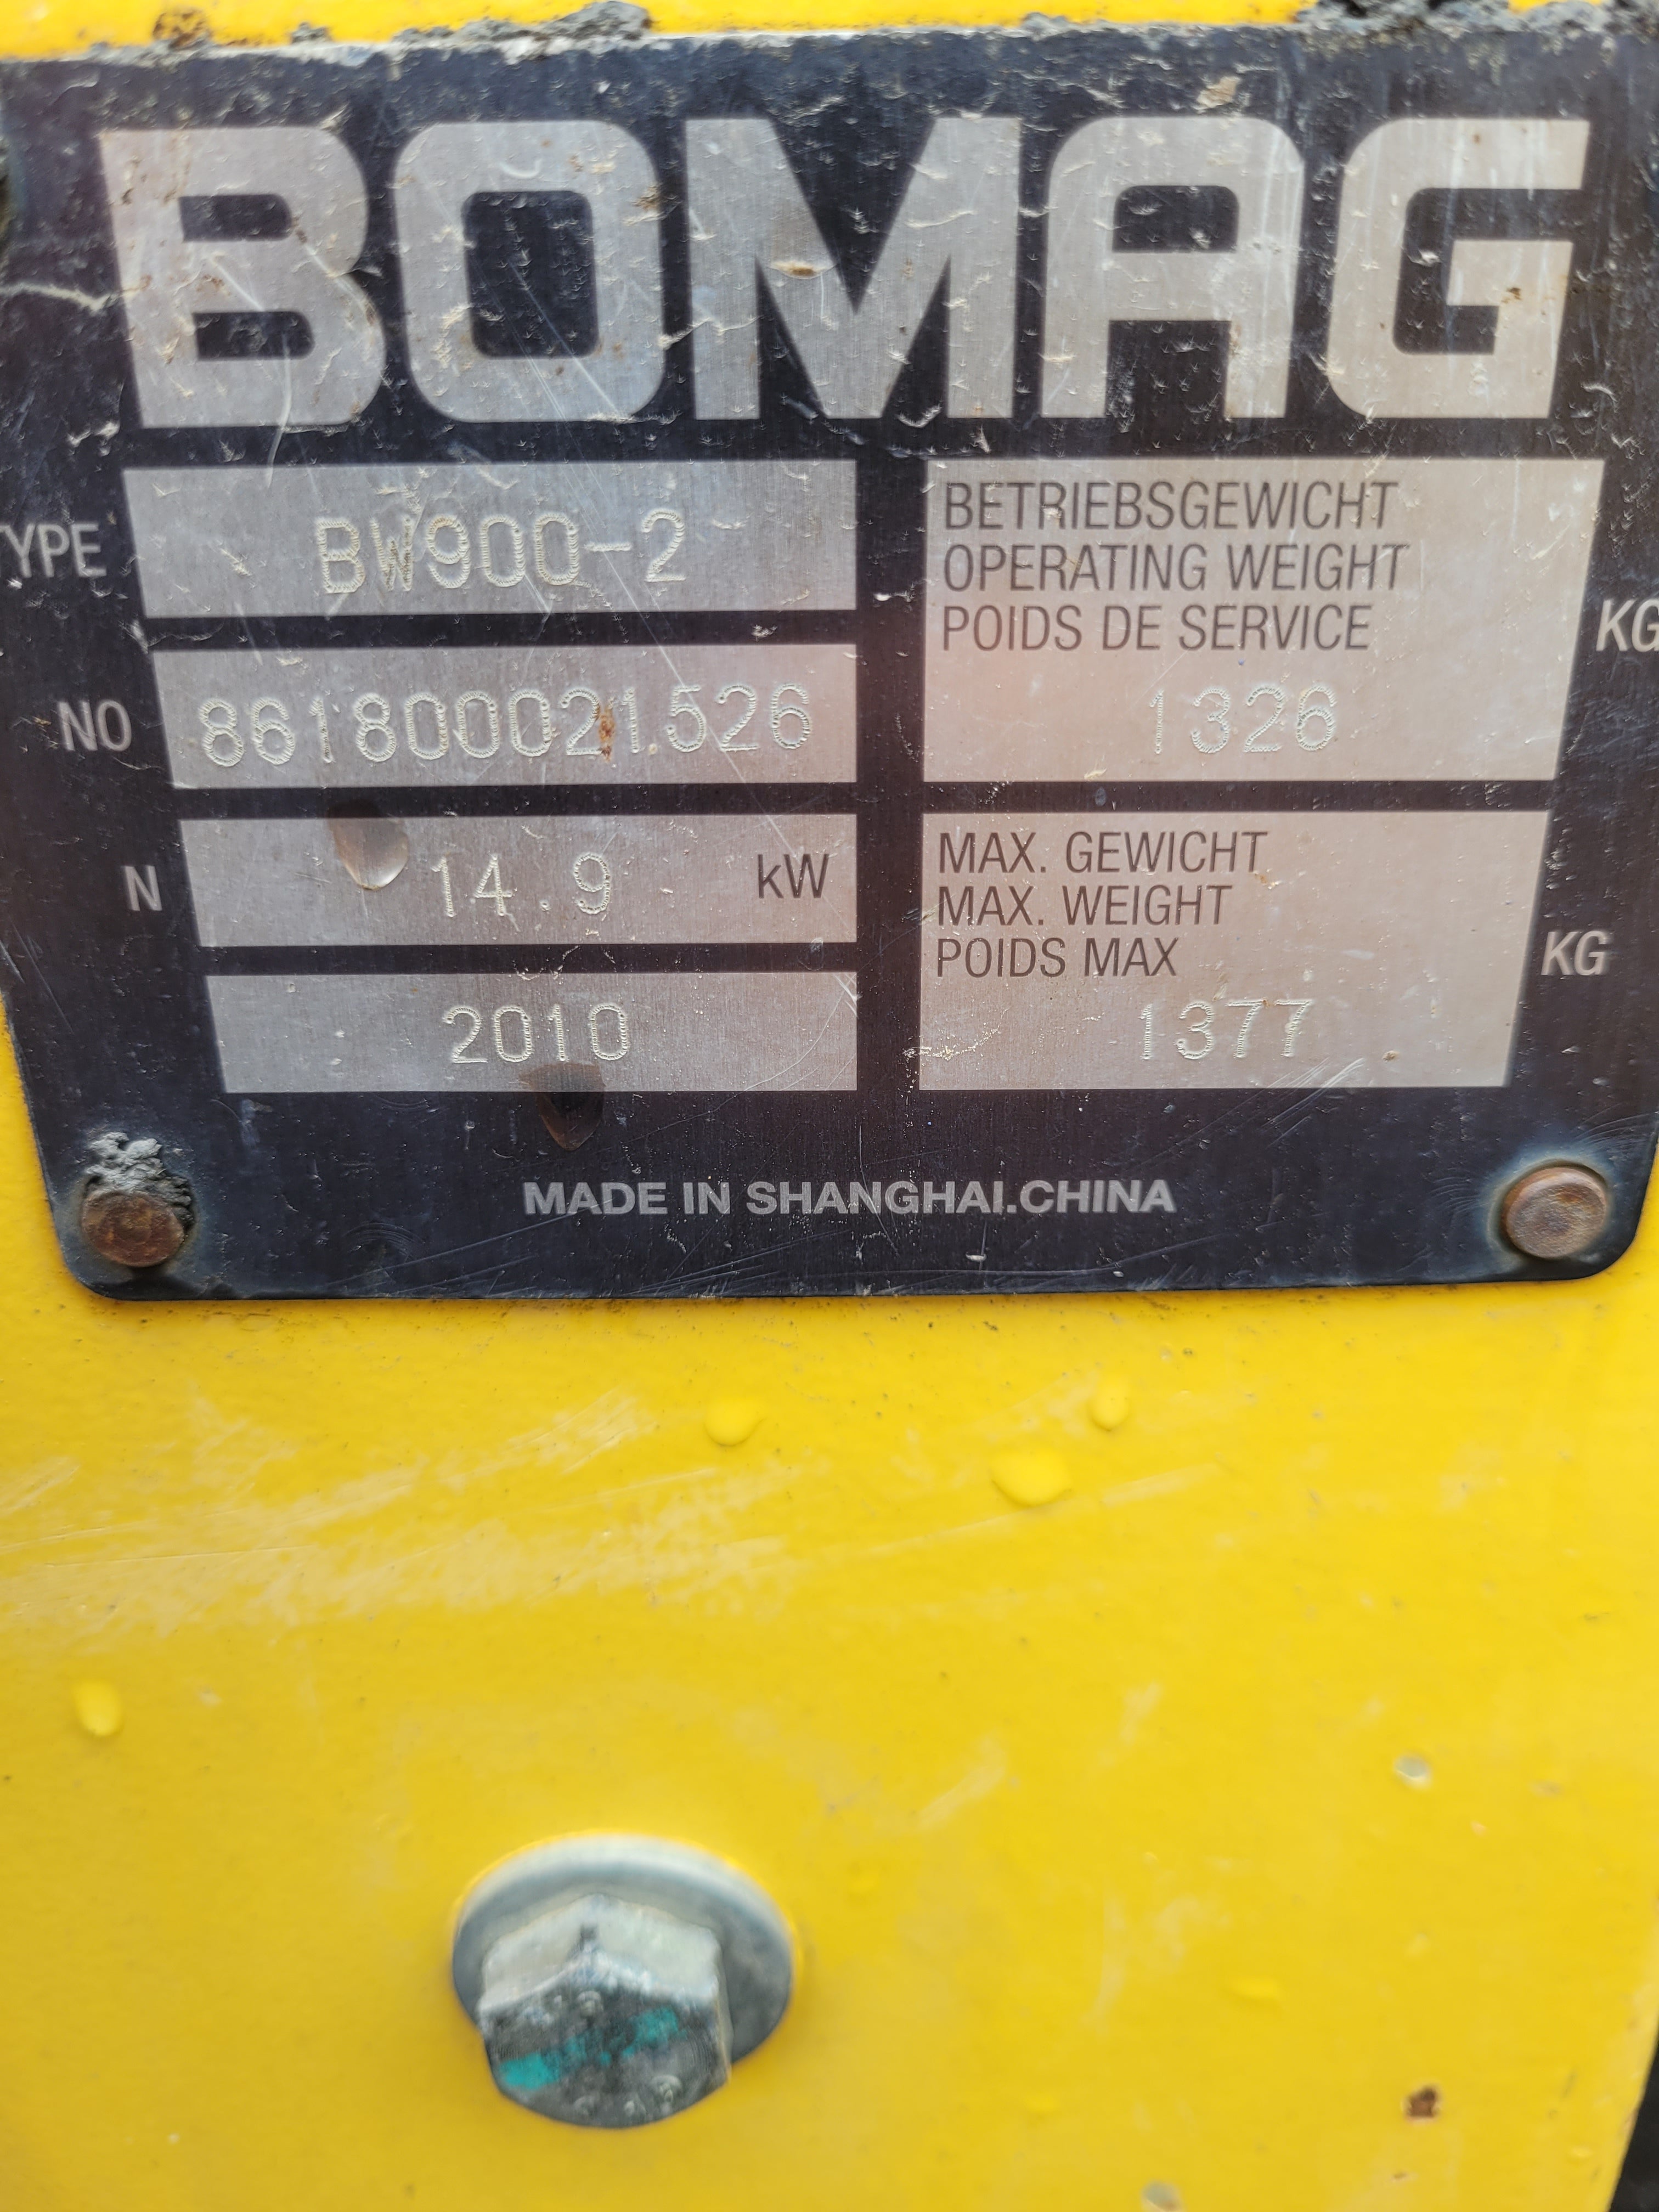 BOMAG
TYPE BW900-2
NO 861800021526
N 14.9 kW
2010
BETRIEBSGEWICHT
OPERATING WEIGHT
POIDS DE SERVICE
1326 KG
MAX. GEWICHT
MAX. WEIGHT
POIDS MAX
1377 KG
MADE IN SHANGHAI.CHINA